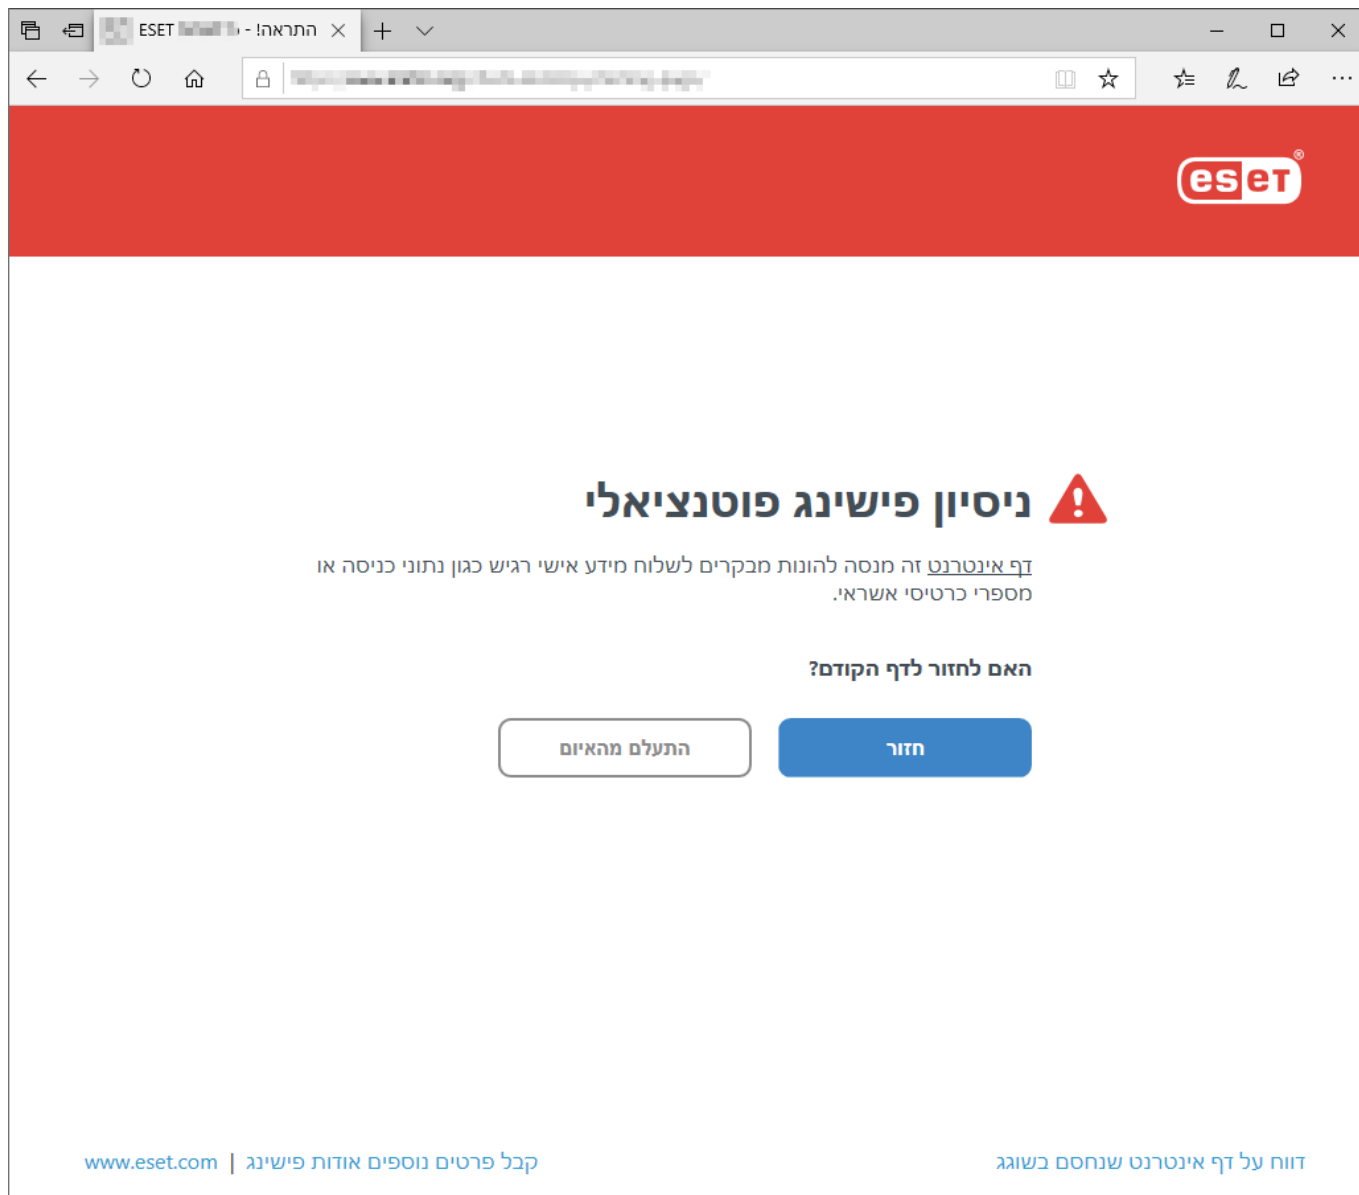 ESET - התראה!
eset®
ניסיון פישינג פוטנציאלי
דף אינטרנט זה מנסה להונות מבקרים לשלוח מידע אישי רגיש כגון נתוני כניסה או
מספרי כרטיסי אשראי.
האם לחזור לדף הקודם?
חזור
התעלם מהאיום
דווח על דף אינטרנט שנחסם בשוגג
קבל פרטים נוספים אודות פישינג | www.eset.com